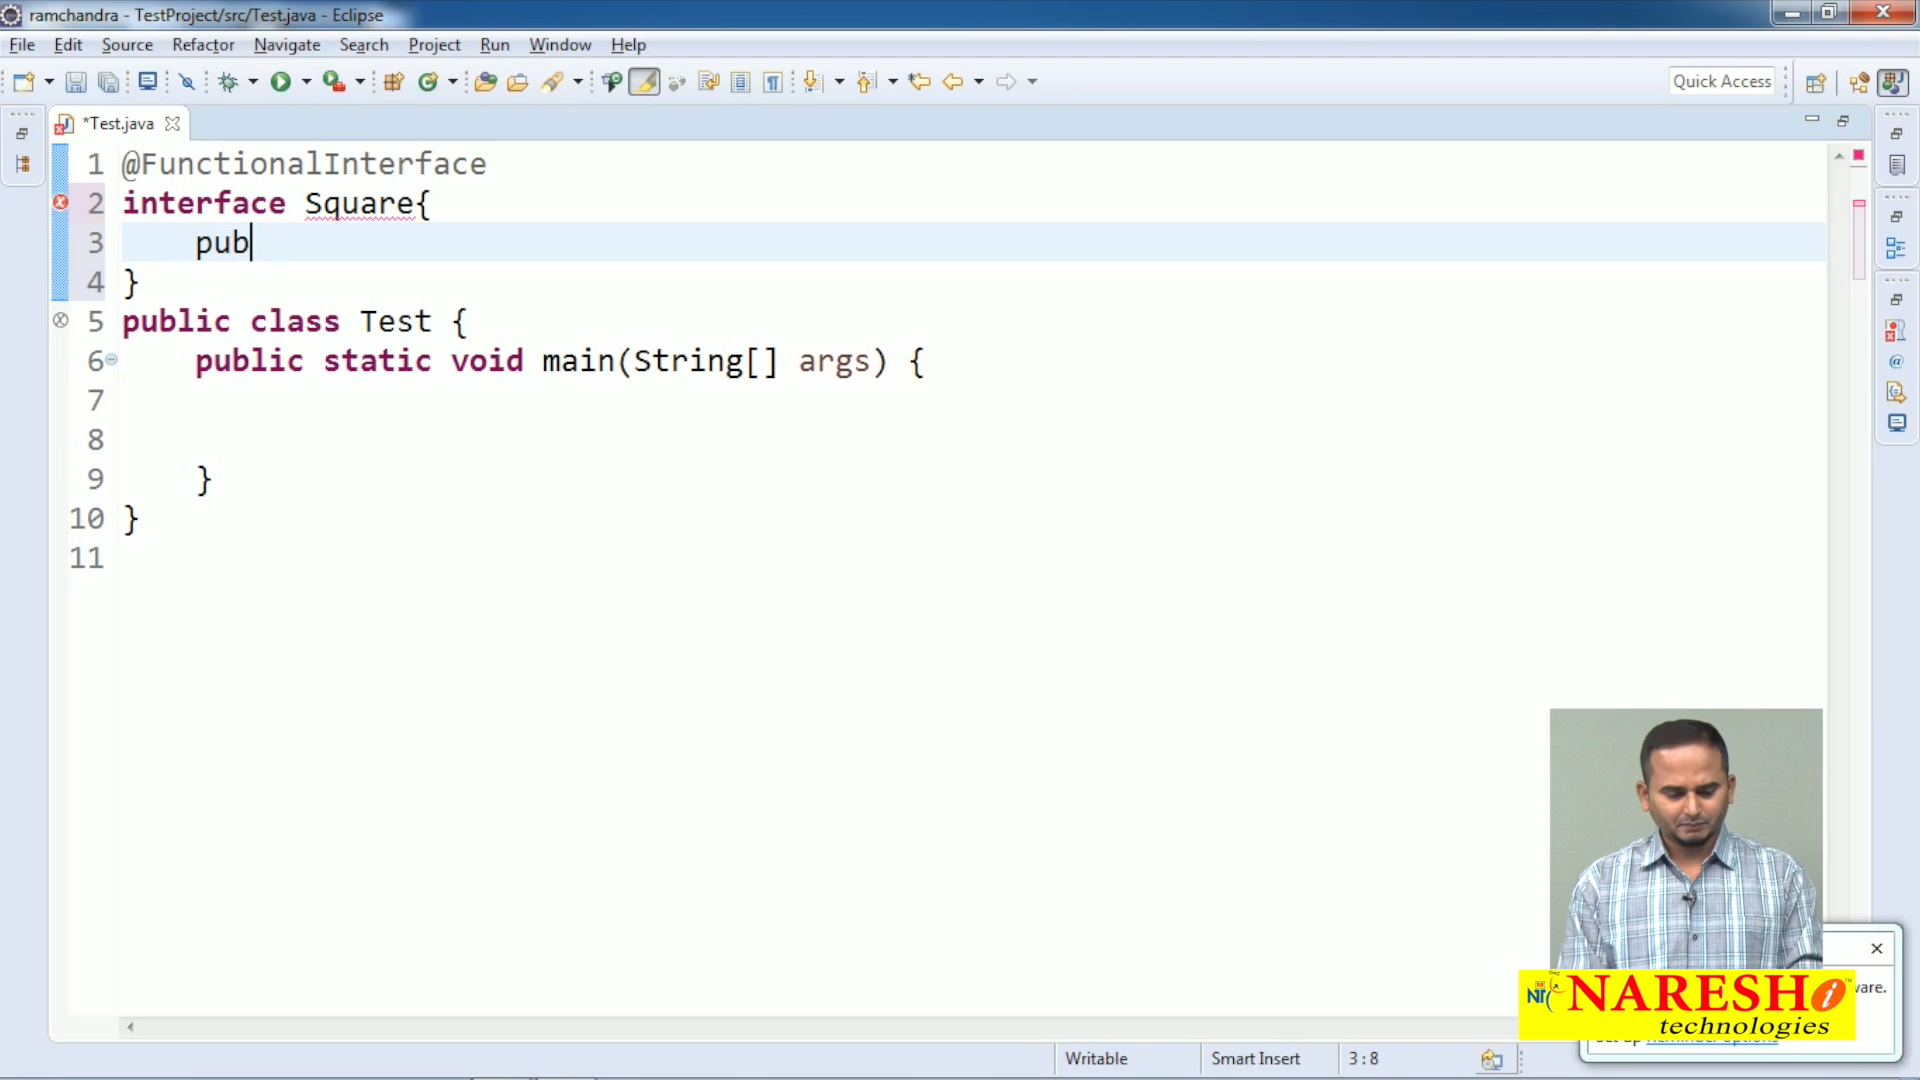 ramchandra - TestProject/src/Test.java - Eclipse
File Edit Source Refactor Navigate Search Project Run Window Help
Quick Access
*Test.java
1 @FunctionalInterface
2 interface Square{
3 pub
4 }
5 public class Test {
6 public static void main(String[] args) {
7
8
9 }
10 }
11
ware.
NARESH i
technologies
Writable Smart Insert 3:8